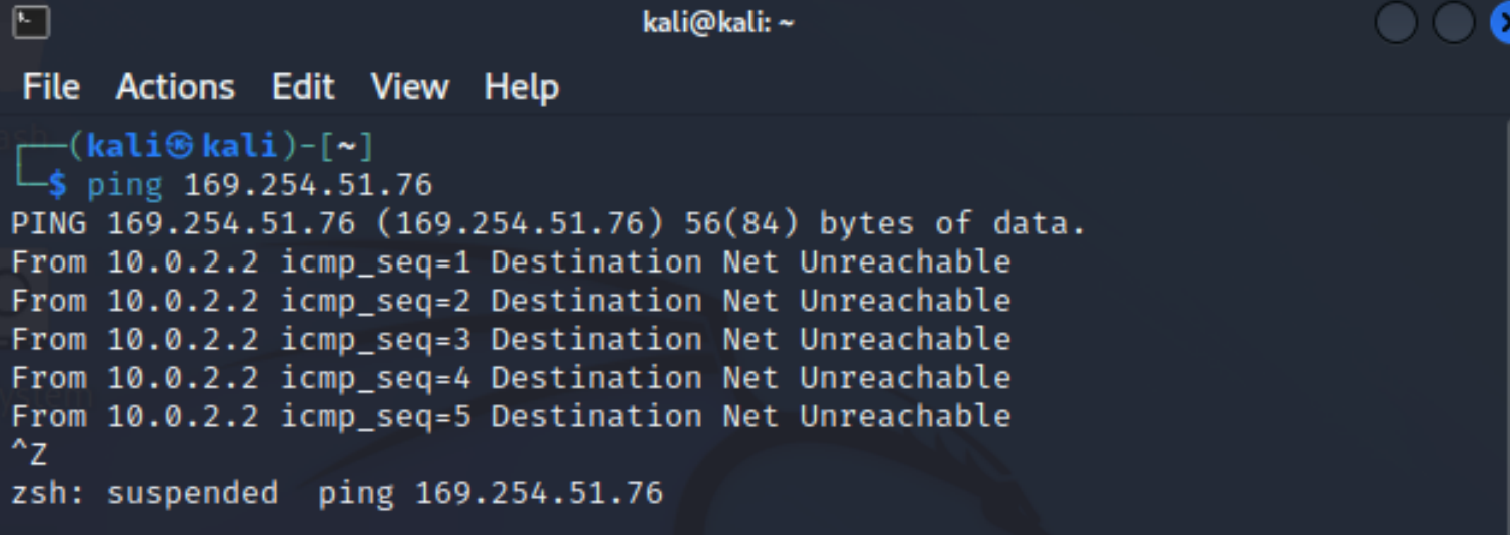 kali@kali: ~
File Actions Edit View Help
┌──(kali㉿kali)-[~]
└─$ ping 169.254.51.76
PING 169.254.51.76 (169.254.51.76) 56(84) bytes of data.
From 10.0.2.2 icmp_seq=1 Destination Net Unreachable
From 10.0.2.2 icmp_seq=2 Destination Net Unreachable
From 10.0.2.2 icmp_seq=3 Destination Net Unreachable
From 10.0.2.2 icmp_seq=4 Destination Net Unreachable
From 10.0.2.2 icmp_seq=5 Destination Net Unreachable
^Z
zsh: suspended  ping 169.254.51.76